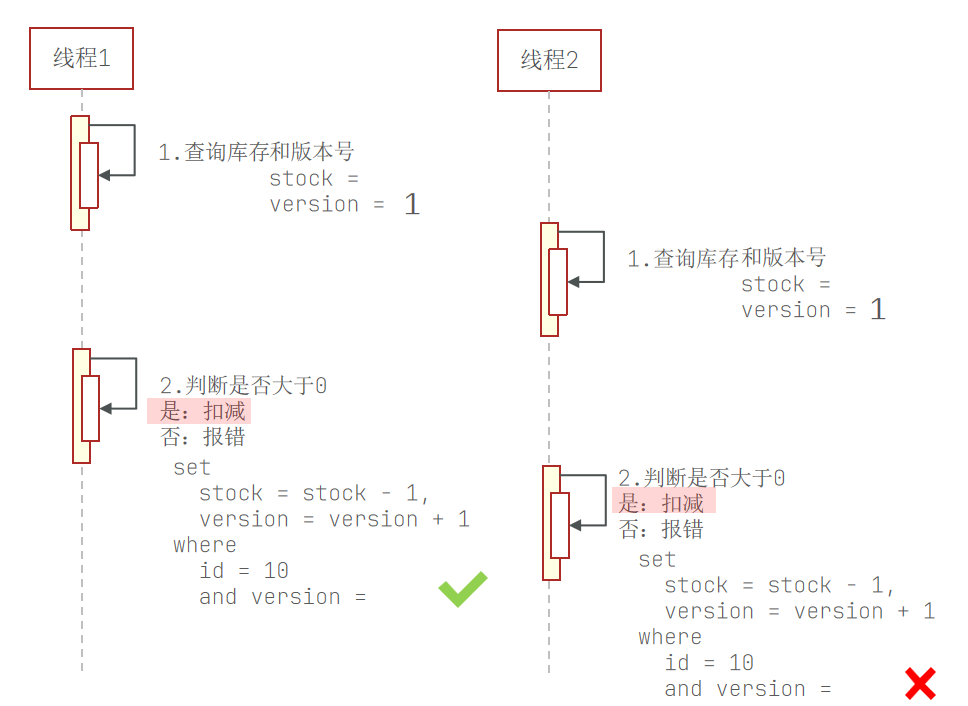 线程1
1.查询库存和版本号
stock =
version = 1
2.判断是否大于0
是: 扣减
否: 报错
set
stock = stock - 1,
version = version + 1
where
id = 10
and version =
线程2
1.查询库存和版本号
stock =
version = 1
2.判断是否大于0
是: 扣减
否: 报错
set
stock = stock - 1,
version = version + 1
where
id = 10
and version =